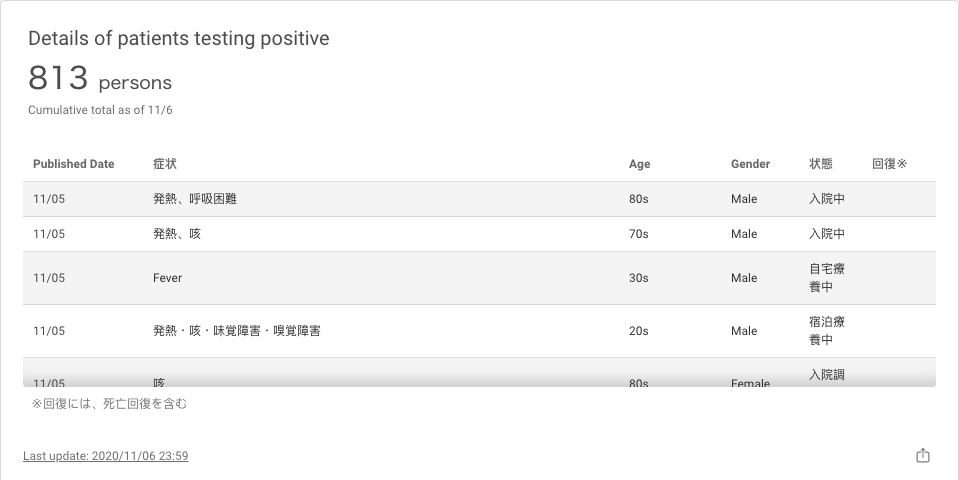 Details of patients testing positive
813 persons
Cumulative total as of 11/6
Published Date 症状 Age Gender 状態 回復※
11/05 発熱、呼吸困難 80s Male 入院中
11/05 発熱、咳 70s Male 入院中
11/05 Fever 30s Male 自宅療
養中
11/05 発熱・咳・味覚障害・嗅覚障害 20s Male 宿泊療
養中
11/05 咳 80s Female 入院調
※回復には、死亡回復を含む
Last update: 2020/11/06 23:59